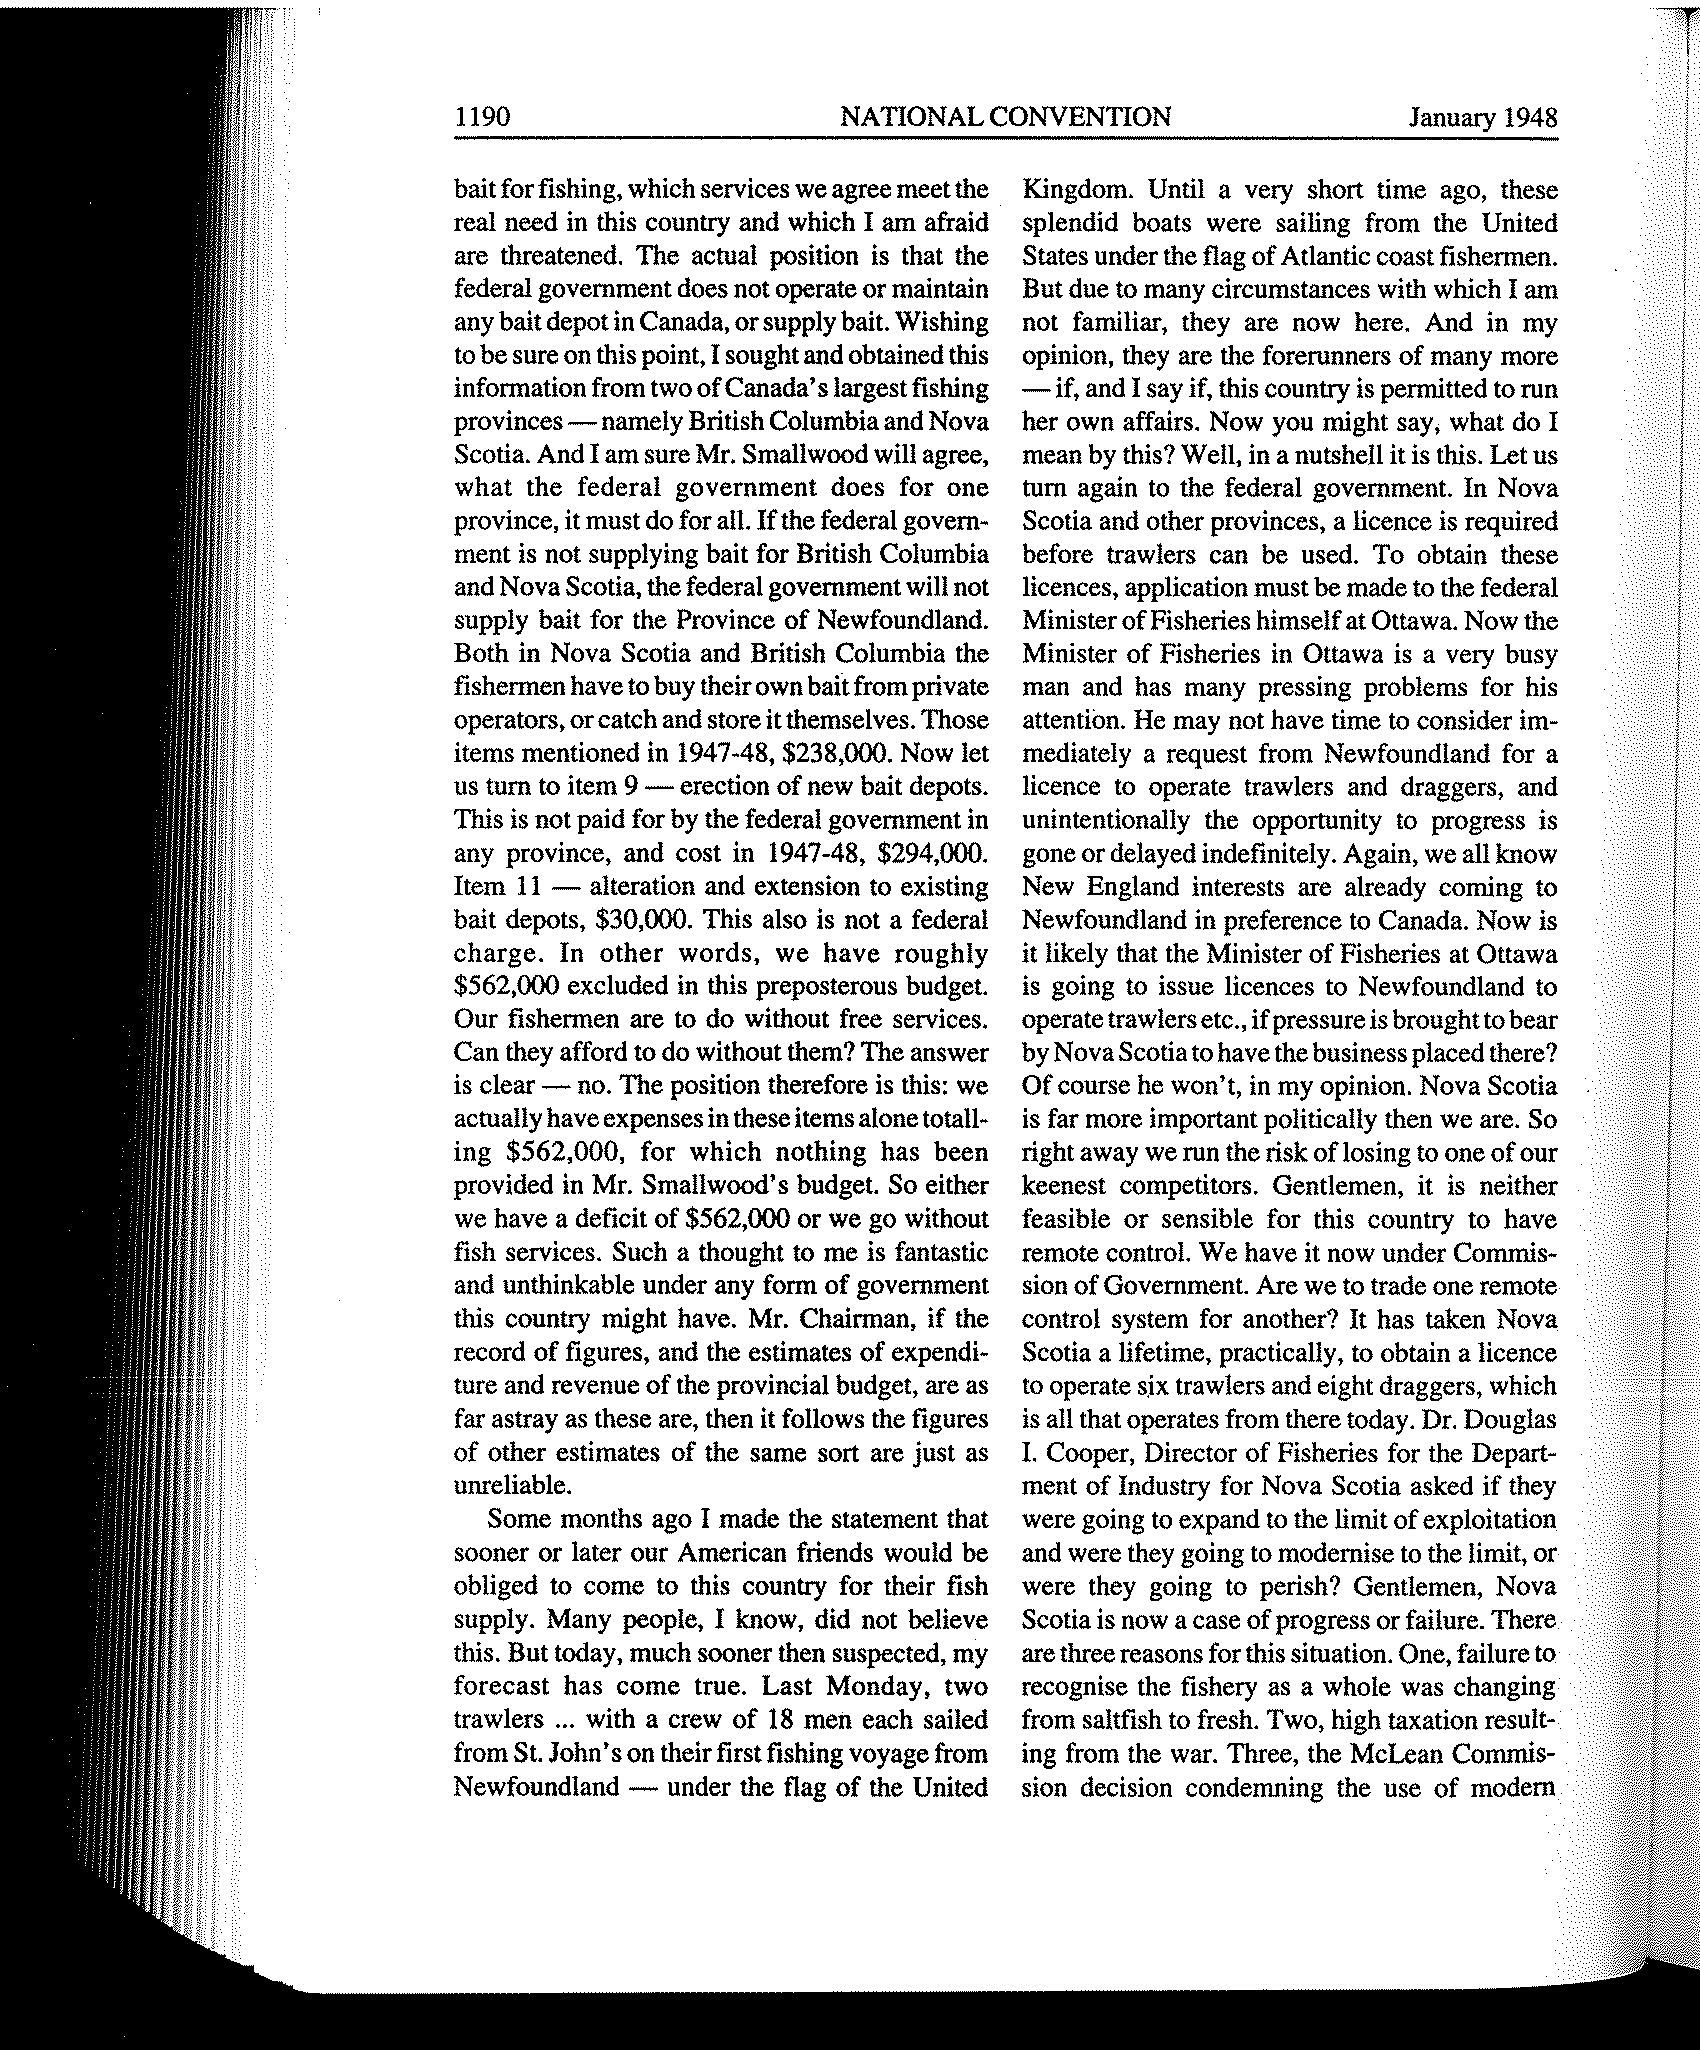 1190 NATIONAL CONVENTION January 1948
bait for fishing, which services we agree meet the
real need in this country and which I am afraid
are threatened. The actual position is that the
federal government does not operate or maintain
any bait depot in Canada, or supply bait. Wishing
to be sure on this point, I sought and obtained this
information from two of Canada's largest fishing
provinces — namely British Columbia and Nova
Scotia. And I am sure Mr. Smallwood will agree,
what the federal government does for one
province, it must do for all. If the federal govern-
ment is not supplying bait for British Columbia
and Nova Scotia, the federal government will not
supply bait for the Province of Newfoundland.
Both in Nova Scotia and British Columbia the
fishermen have to buy their own bait from private
operators, or catch and store it themselves. Those
items mentioned in 1947-48, $238,000. Now let
us turn to item 9 — erection of new bait depots.
This is not paid for by the federal government in
any province, and cost in 1947-48, $294,000.
Item 11 — alteration and extension to existing
bait depots, $30,000. This also is not a federal
charge. In other words, we have roughly
$562,000 excluded in this preposterous budget.
Our fishermen are to do without free services.
Can they afford to do without them? The answer
is clear — no. The position therefore is this: we
actually have expenses in these items alone totall-
ing $562,000, for which nothing has been
provided in Mr. Smallwood's budget. So either
we have a deficit of $562,000 or we go without
fish services. Such a thought to me is fantastic
and unthinkable under any form of government
this country might have. Mr. Chairman, if the
record of figures, and the estimates of expendi-
ture and revenue of the provincial budget, are as
far astray as these are, then it follows the figures
of other estimates of the same sort are just as
unreliable.
Some months ago I made the statement that
sooner or later our American friends would be
obliged to come to this country for their fish
supply. Many people, I know, did not believe
this. But today, much sooner then suspected, my
forecast has come true. Last Monday, two
trawlers ... with a crew of 18 men each sailed
from St. John's on their first fishing voyage from
Newfoundland — under the flag of the United
Kingdom. Until a very short time ago, these
splendid boats were sailing from the United
States under the flag of Atlantic coast fishermen.
But due to many circumstances with which I am
not familiar, they are now here. And in my
opinion, they are the forerunners of many more
— if, and I say if, this country is permitted to run
her own affairs. Now you might say, what do I
mean by this? Well, in a nutshell it is this. Let us
turn again to the federal government. In Nova
Scotia and other provinces, a licence is required
before trawlers can be used. To obtain these
licences, application must be made to the federal
Minister of Fisheries himself at Ottawa. Now the
Minister of Fisheries in Ottawa is a very busy
man and has many pressing problems for his
attention. He may not have time to consider im-
mediately a request from Newfoundland for a
licence to operate trawlers and draggers, and
unintentionally the opportunity to progress is
gone or delayed indefinitely. Again, we all know
New England interests are already coming to
Newfoundland in preference to Canada. Now is
it likely that the Minister of Fisheries at Ottawa
is going to issue licences to Newfoundland to
operate trawlers etc., if pressure is brought to bear
by Nova Scotia to have the business placed there?
Of course he won't, in my opinion. Nova Scotia
is far more important politically then we are. So
right away we run the risk of losing to one of our
keenest competitors. Gentlemen, it is neither
feasible or sensible for this country to have
remote control. We have it now under Commis-
sion of Government. Are we to trade one remote
control system for another? It has taken Nova
Scotia a lifetime, practically, to obtain a licence
to operate six trawlers and eight draggers, which
is all that operates from there today. Dr. Douglas
I. Cooper, Director of Fisheries for the Depart-
ment of Industry for Nova Scotia asked if they
were going to expand to the limit of exploitation
and were they going to modernise to the limit, or
were they going to perish? Gentlemen, Nova
Scotia is now a case of progress or failure. There
are three reasons for this situation. One, failure to
recognise the fishery as a whole was changing
from saltfish to fresh. Two, high taxation result-
ing from the war. Three, the McLean Commis-
sion decision condemning the use of modern